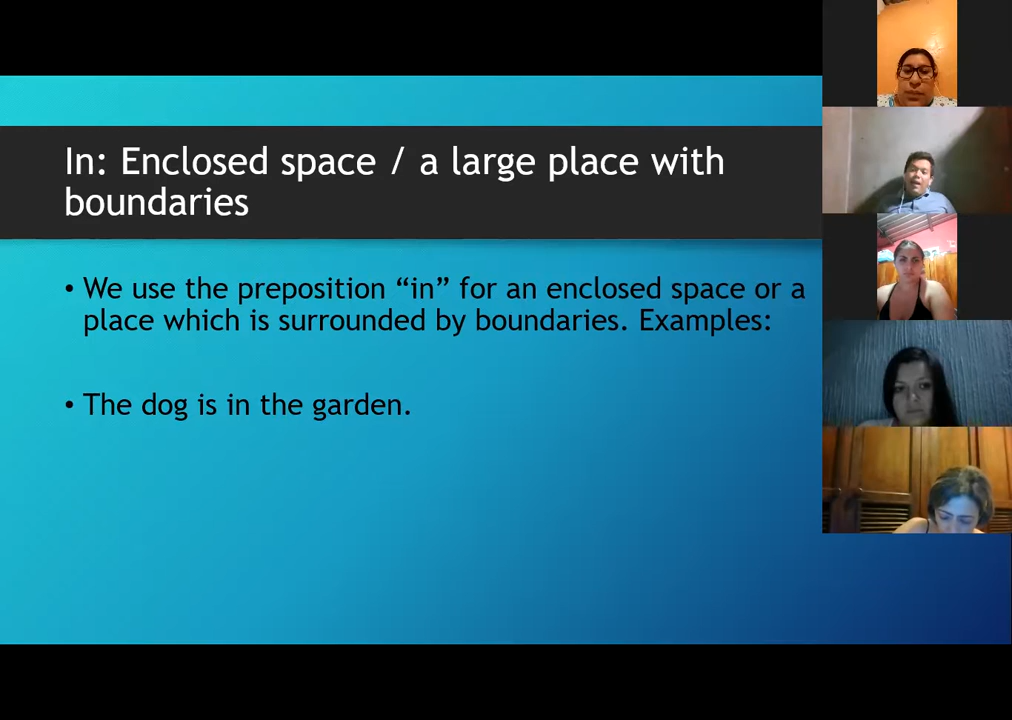 In: Enclosed space / a large place with
boundaries
• We use the preposition “in” for an enclosed space or a
place which is surrounded by boundaries. Examples:
• The dog is in the garden.